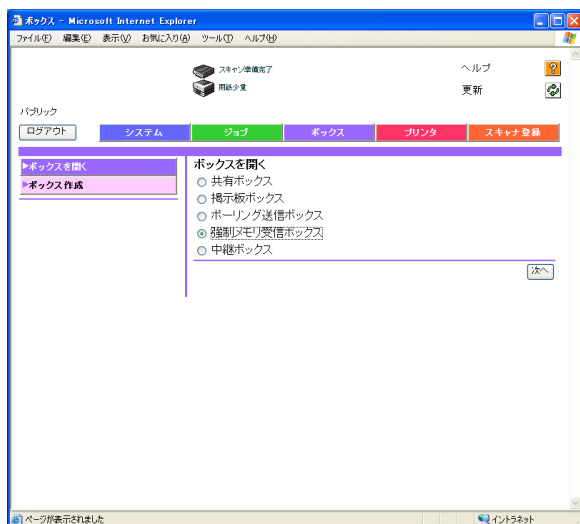 ボックス - Microsoft Internet Explorer
ファイル(F) 編集(E) 表示(V) お気に入り(A) ツール(T) ヘルプ(H)
スキャン準備完了 ヘルプ ?
用紙少量 更新
パブリック
ログアウト システム ジョブ ボックス プリンタ スキャナ登録
▶ボックスを開く
▶ボックス作成
ボックスを開く
共有ボックス
掲示板ボックス
ポーリング送信ボックス
強制メモリ受信ボックス
中継ボックス
次へ
ページが表示されました イントラネット